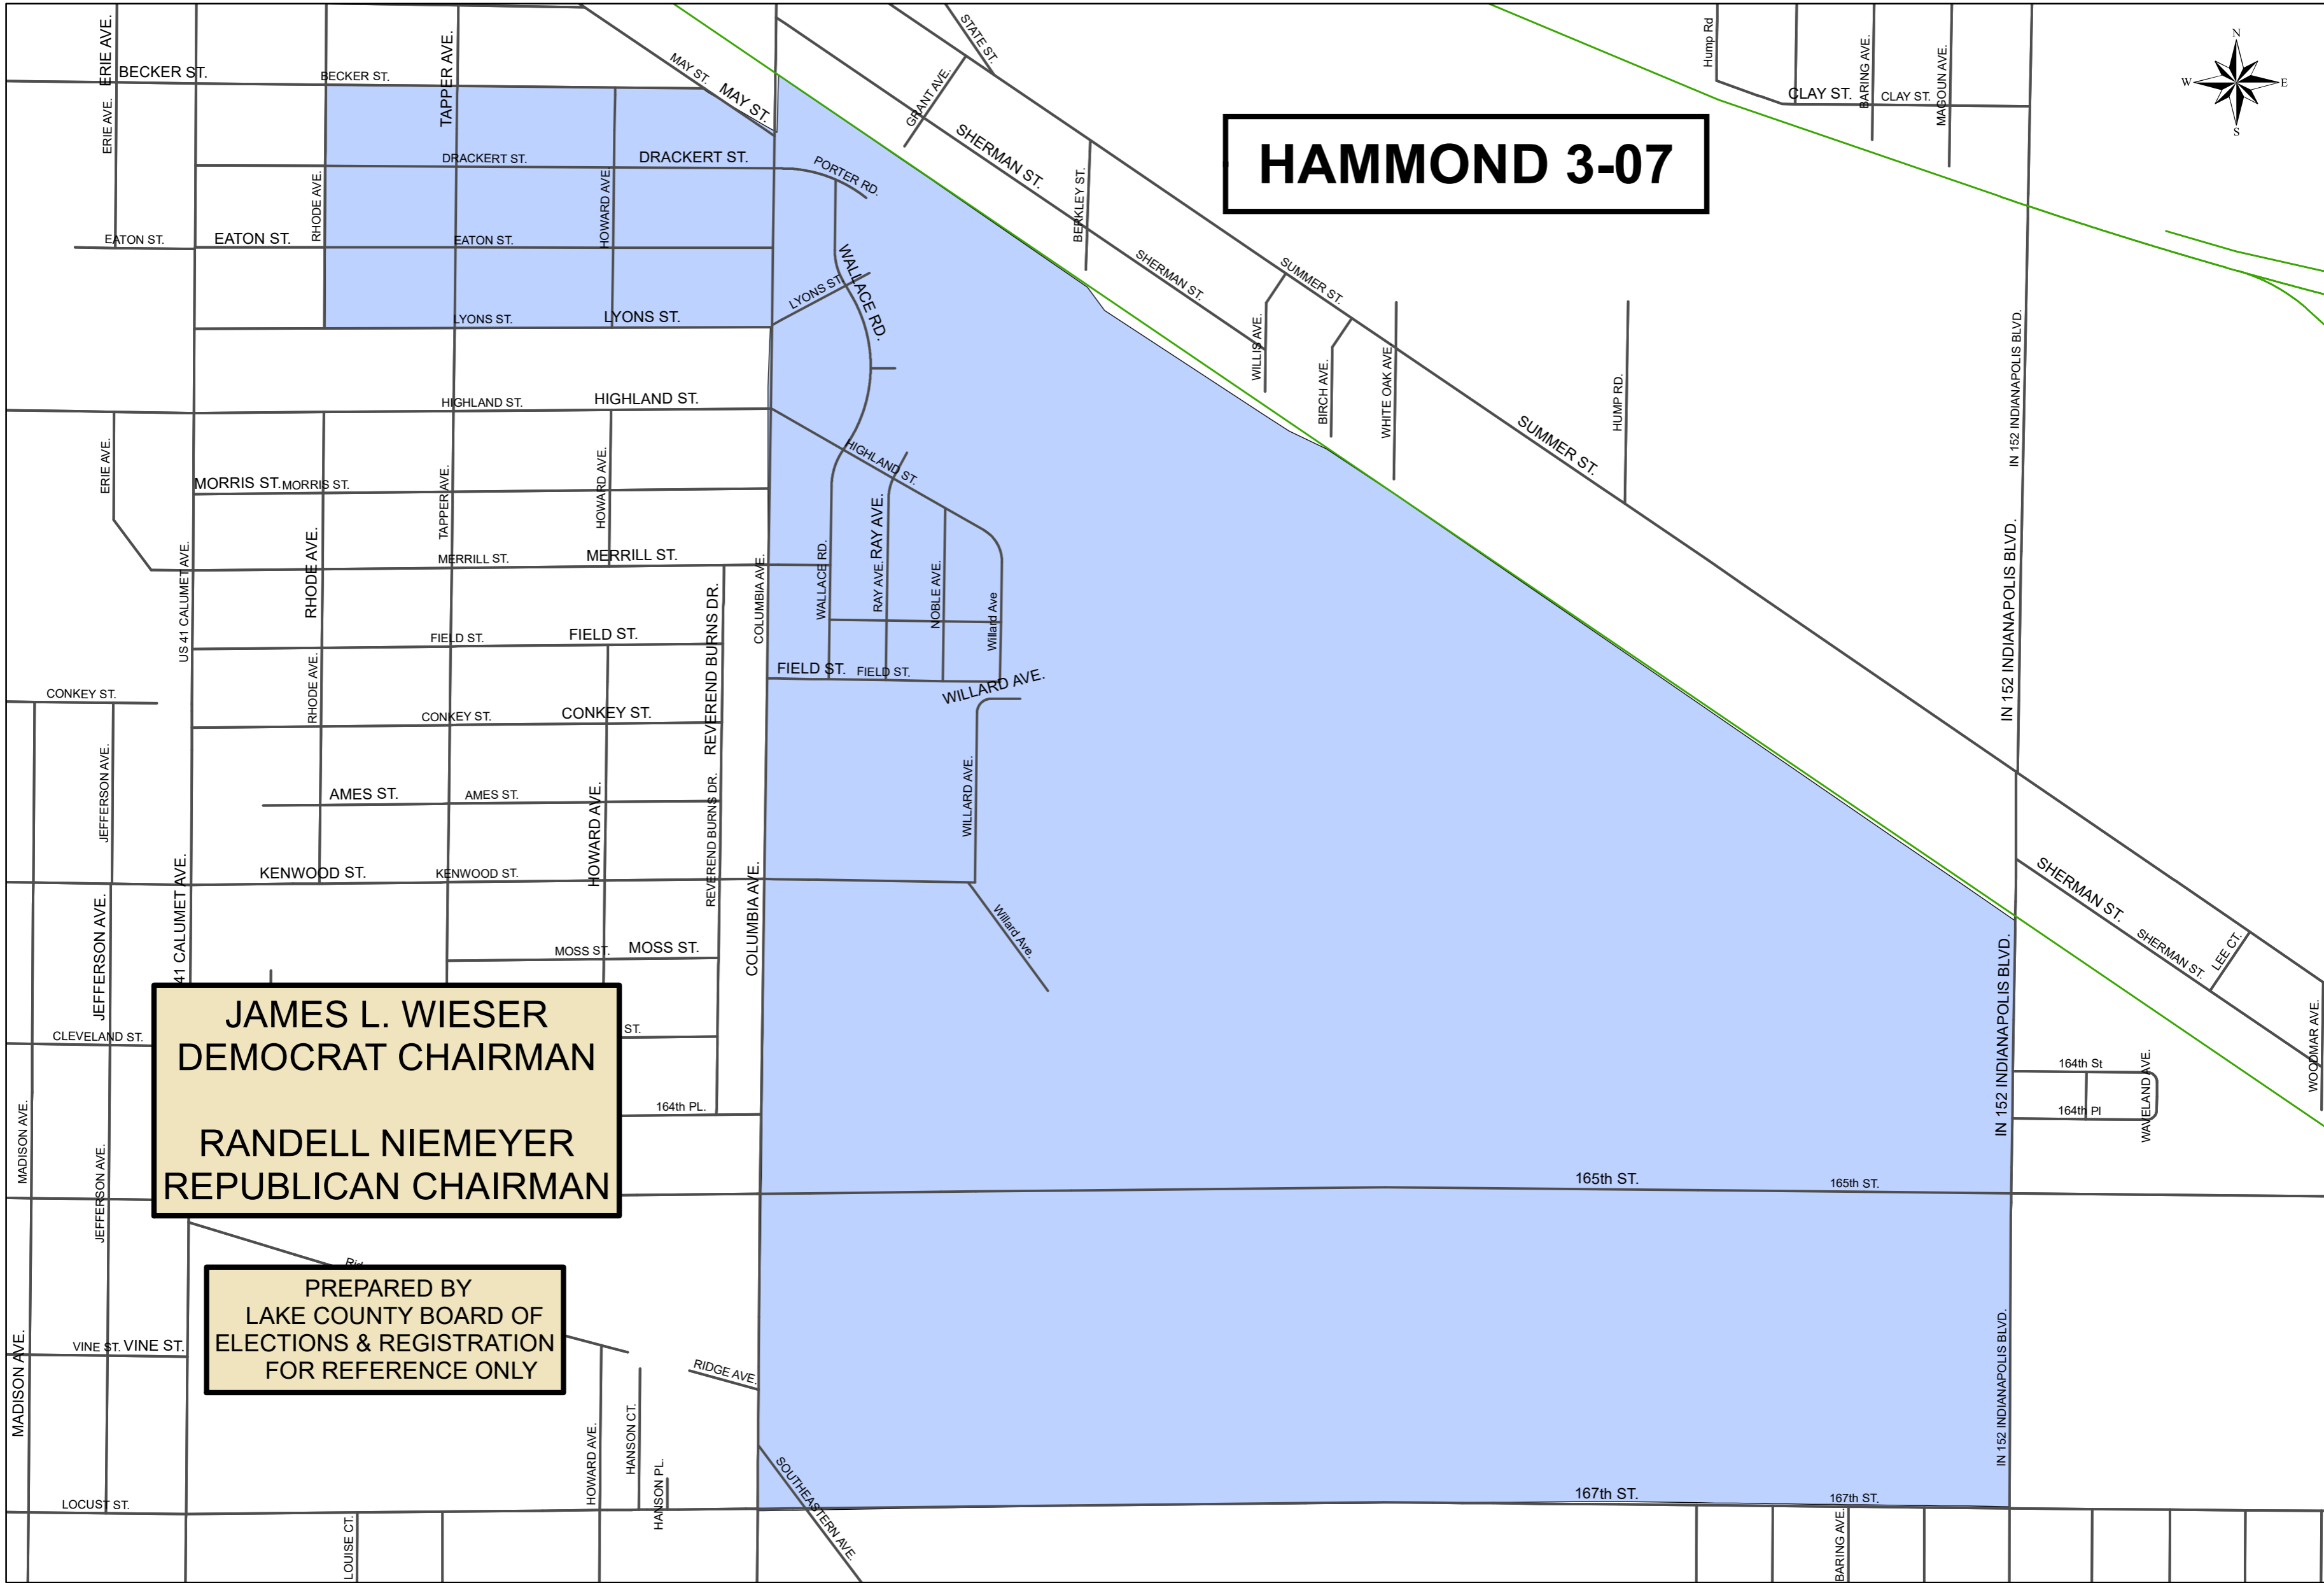 ERIE AVE.
ERIE AVE.
BECKER ST.
BECKER ST.
TAPPER AVE.
MAY ST.
MAY ST.
STATE ST.
GRANT AVE.
SHERMAN ST.
Hump Rd
BARING AVE.
MAGOUN AVE.
CLAY ST.
CLAY ST.
N
W
E
S
HAMMOND 3-07
DRACKERT ST.
DRACKERT ST.
PORTER RD.
RHODE AVE.
HOWARD AVE.
BERKLEY ST.
EATON ST.
EATON ST.
EATON ST.
WALLACE RD.
LYONS ST.
SHERMAN ST.
SUMMER ST.
LYONS ST.
LYONS ST.
WILLIS AVE.
BIRCH AVE.
WHITE OAK AVE.
HUMP RD.
IN 152 INDIANAPOLIS BLVD.
HIGHLAND ST.
HIGHLAND ST.
HIGHLAND ST.
SUMMER ST.
ERIE AVE.
MORRIS ST.
MORRIS ST.
TAPPER AVE.
HOWARD AVE.
US 41 CALUMET AVE.
RHODE AVE.
MERRILL ST.
MERRILL ST.
COLUMBIA AVE.
WALLACE RD.
RAY AVE.
RAY AVE.
NOBLE AVE.
Willard Ave
IN 152 INDIANAPOLIS BLVD.
REVEREND BURNS DR.
FIELD ST.
FIELD ST.
FIELD ST.
FIELD ST.
WILLARD AVE.
CONKEY ST.
RHODE AVE.
CONKEY ST.
CONKEY ST.
JEFFERSON AVE.
AMES ST.
AMES ST.
HOWARD AVE.
REVEREND BURNS DR.
WILLARD AVE.
KENWOOD ST.
KENWOOD ST.
41 CALUMET AVE.
COLUMBIA AVE.
JEFFERSON AVE.
Willard Ave.
MOSS ST.
MOSS ST.
SHERMAN ST.
SHERMAN ST.
LEE CT.
WOODMAR AVE.
IN 152 INDIANAPOLIS BLVD.
CLEVELAND ST.
ST.
JAMES L. WIESER
DEMOCRAT CHAIRMAN
RANDELL NIEMEYER
REPUBLICAN CHAIRMAN
164th St
164th Pl
WAVELAND AVE.
164th PL.
MADISON AVE.
JEFFERSON AVE.
165th ST.
165th ST.
PREPARED BY
LAKE COUNTY BOARD OF
ELECTIONS & REGISTRATION
FOR REFERENCE ONLY
VINE ST.
VINE ST.
MADISON AVE.
RIDGE AVE.
HOWARD AVE.
HANSON CT.
HANSON PL.
SOUTHEASTERN AVE.
IN 152 INDIANAPOLIS BLVD.
LOCUST ST.
167th ST.
167th ST.
LOUISE CT.
BARING AVE.